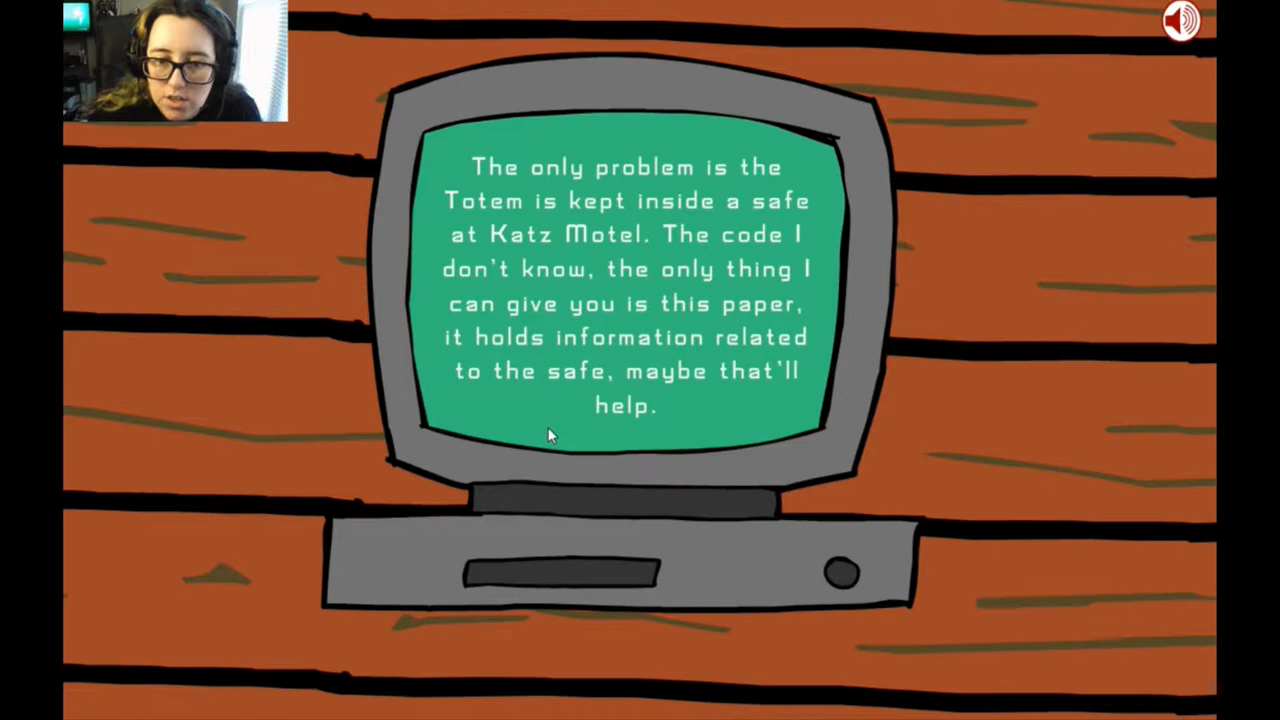 The only problem is the
Totem is kept inside a safe
at Katz Motel. The code I
don't know, the only thing I
can give you is this paper,
it holds information related
to the safe, maybe that'll
help.